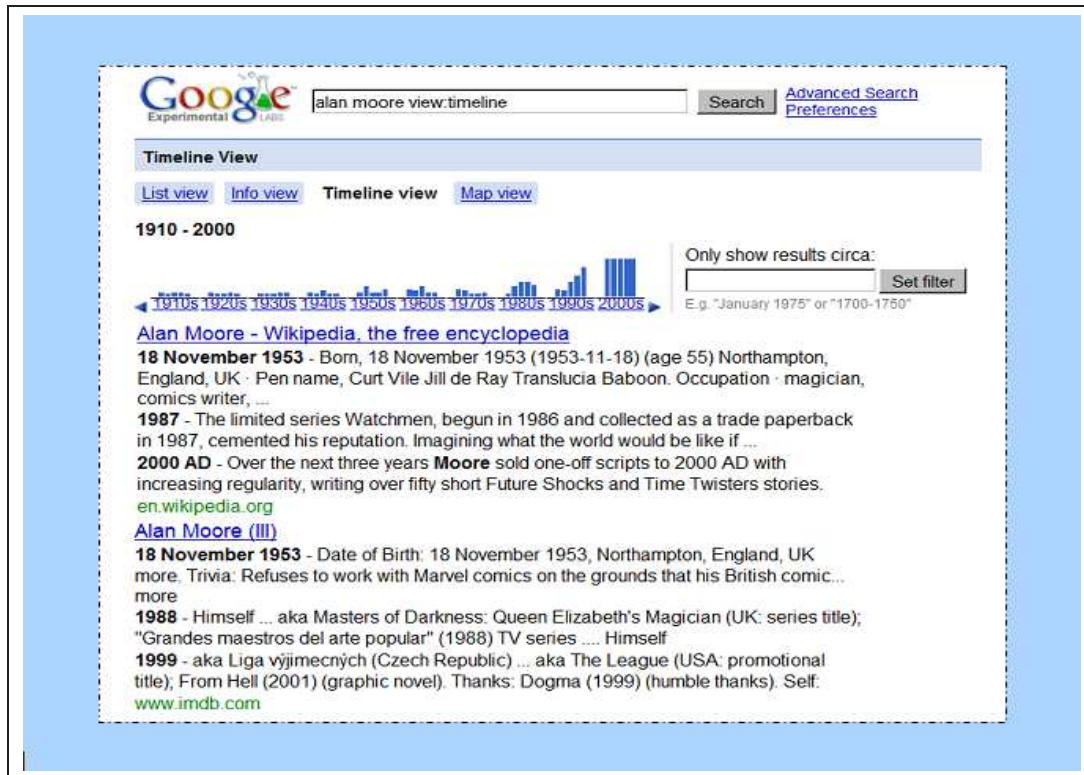 Google
Experimental LABS
alan moore view:timeline
Search
Advanced Search
Preferences
Timeline View
List view Info view Timeline view Map view
1910 - 2000
1910s 1920s 1930s 1940s 1950s 1960s 1970s 1980s 1990s 2000s
Only show results circa:
Set filter
E.g. "January 1975" or "1700-1750"
Alan Moore - Wikipedia, the free encyclopedia
18 November 1953 - Born, 18 November 1953 (1953-11-18) (age 55) Northampton,
England, UK · Pen name, Curt Vile Jill de Ray Translucia Baboon. Occupation · magician,
comics writer, ...
1987 - The limited series Watchmen, begun in 1986 and collected as a trade paperback
in 1987, cemented his reputation. Imagining what the world would be like if ...
2000 AD - Over the next three years Moore sold one-off scripts to 2000 AD with
increasing regularity, writing over fifty short Future Shocks and Time Twisters stories.
en.wikipedia.org
Alan Moore (III)
18 November 1953 - Date of Birth: 18 November 1953, Northampton, England, UK
more. Trivia: Refuses to work with Marvel comics on the grounds that his British comic...
more
1988 - Himself ... aka Masters of Darkness: Queen Elizabeth's Magician (UK: series title);
"Grandes maestros del arte popular" (1988) TV series .... Himself
1999 - aka Liga výjimecných (Czech Republic) ... aka The League (USA: promotional
title); From Hell (2001) (graphic novel). Thanks: Dogma (1999) (humble thanks). Self:
www.imdb.com